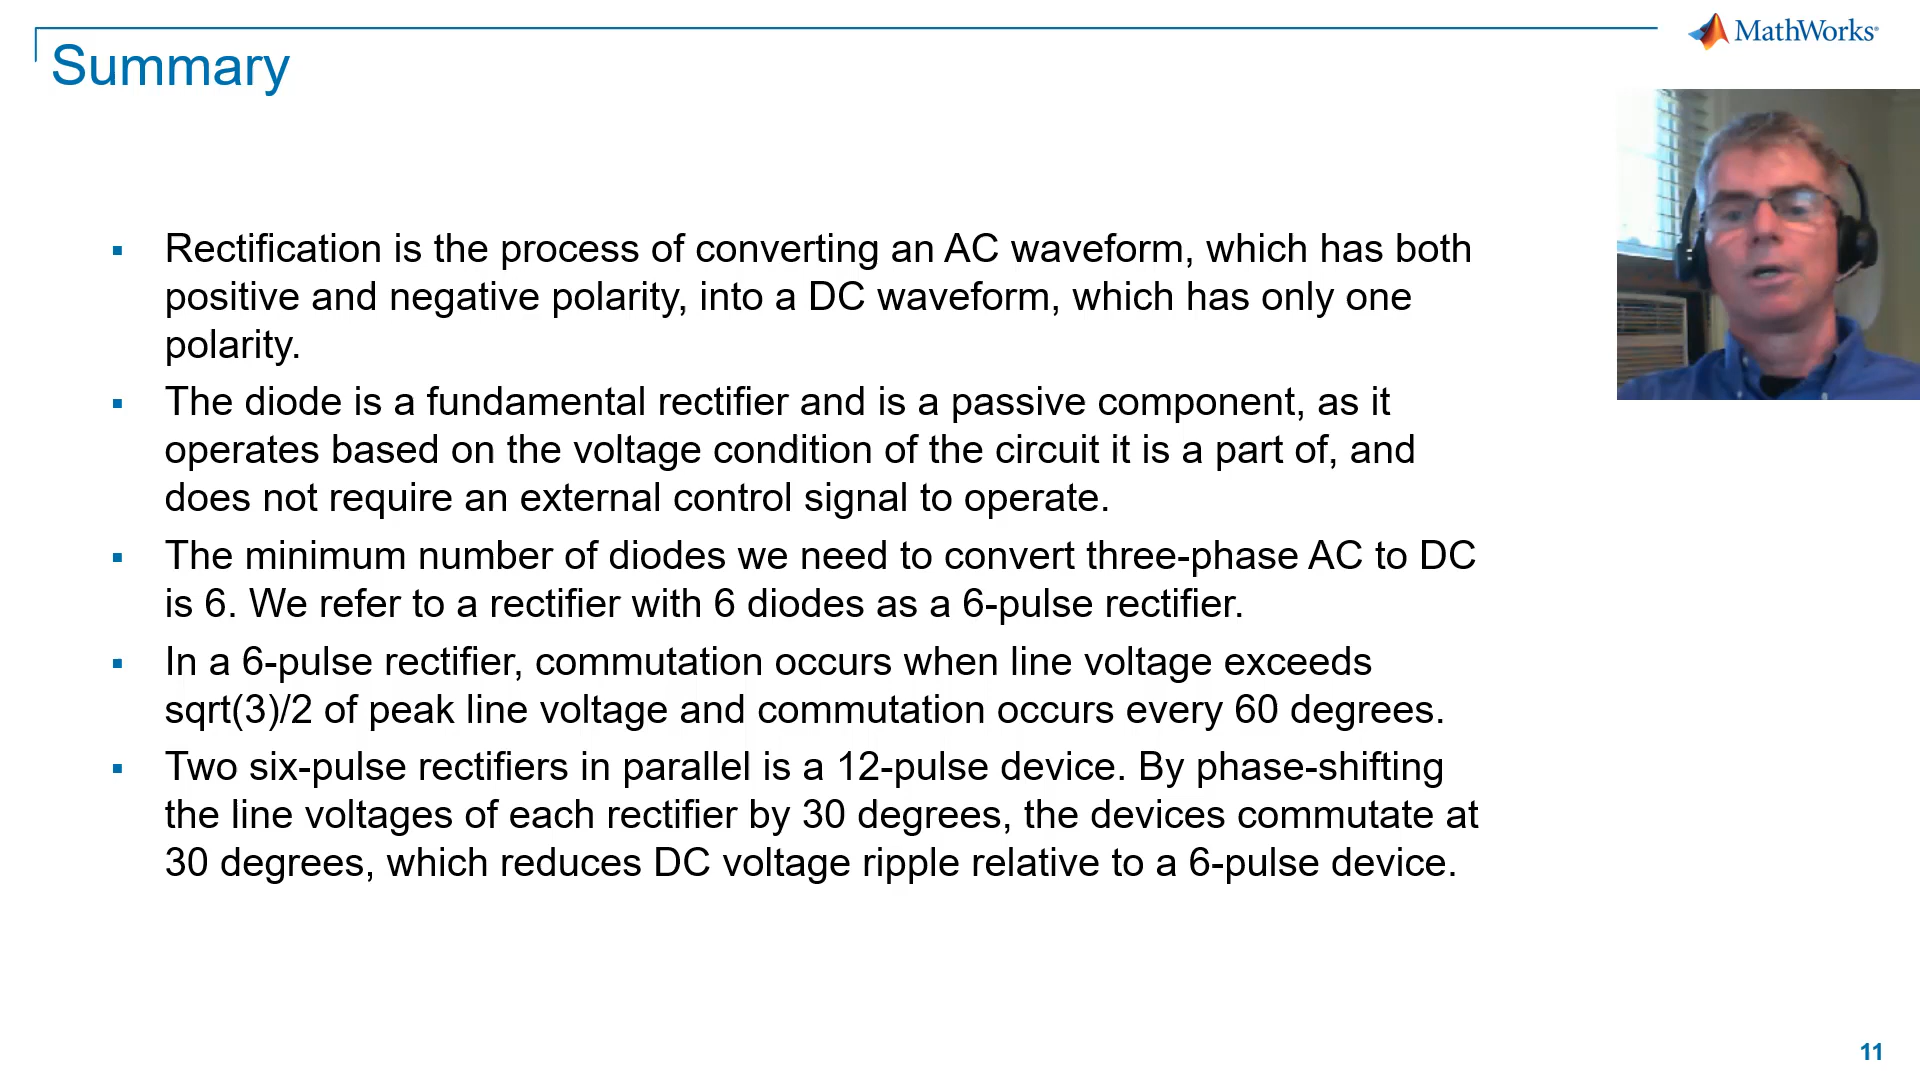 MathWorks
Summary
Rectification is the process of converting an AC waveform, which has both
positive and negative polarity, into a DC waveform, which has only one
polarity.
The diode is a fundamental rectifier and is a passive component, as it
operates based on the voltage condition of the circuit it is a part of, and
does not require an external control signal to operate.
The minimum number of diodes we need to convert three-phase AC to DC
is 6. We refer to a rectifier with 6 diodes as a 6-pulse rectifier.
In a 6-pulse rectifier, commutation occurs when line voltage exceeds
sqrt(3)/2 of peak line voltage and commutation occurs every 60 degrees.
Two six-pulse rectifiers in parallel is a 12-pulse device. By phase-shifting
the line voltages of each rectifier by 30 degrees, the devices commutate at
30 degrees, which reduces DC voltage ripple relative to a 6-pulse device.
11